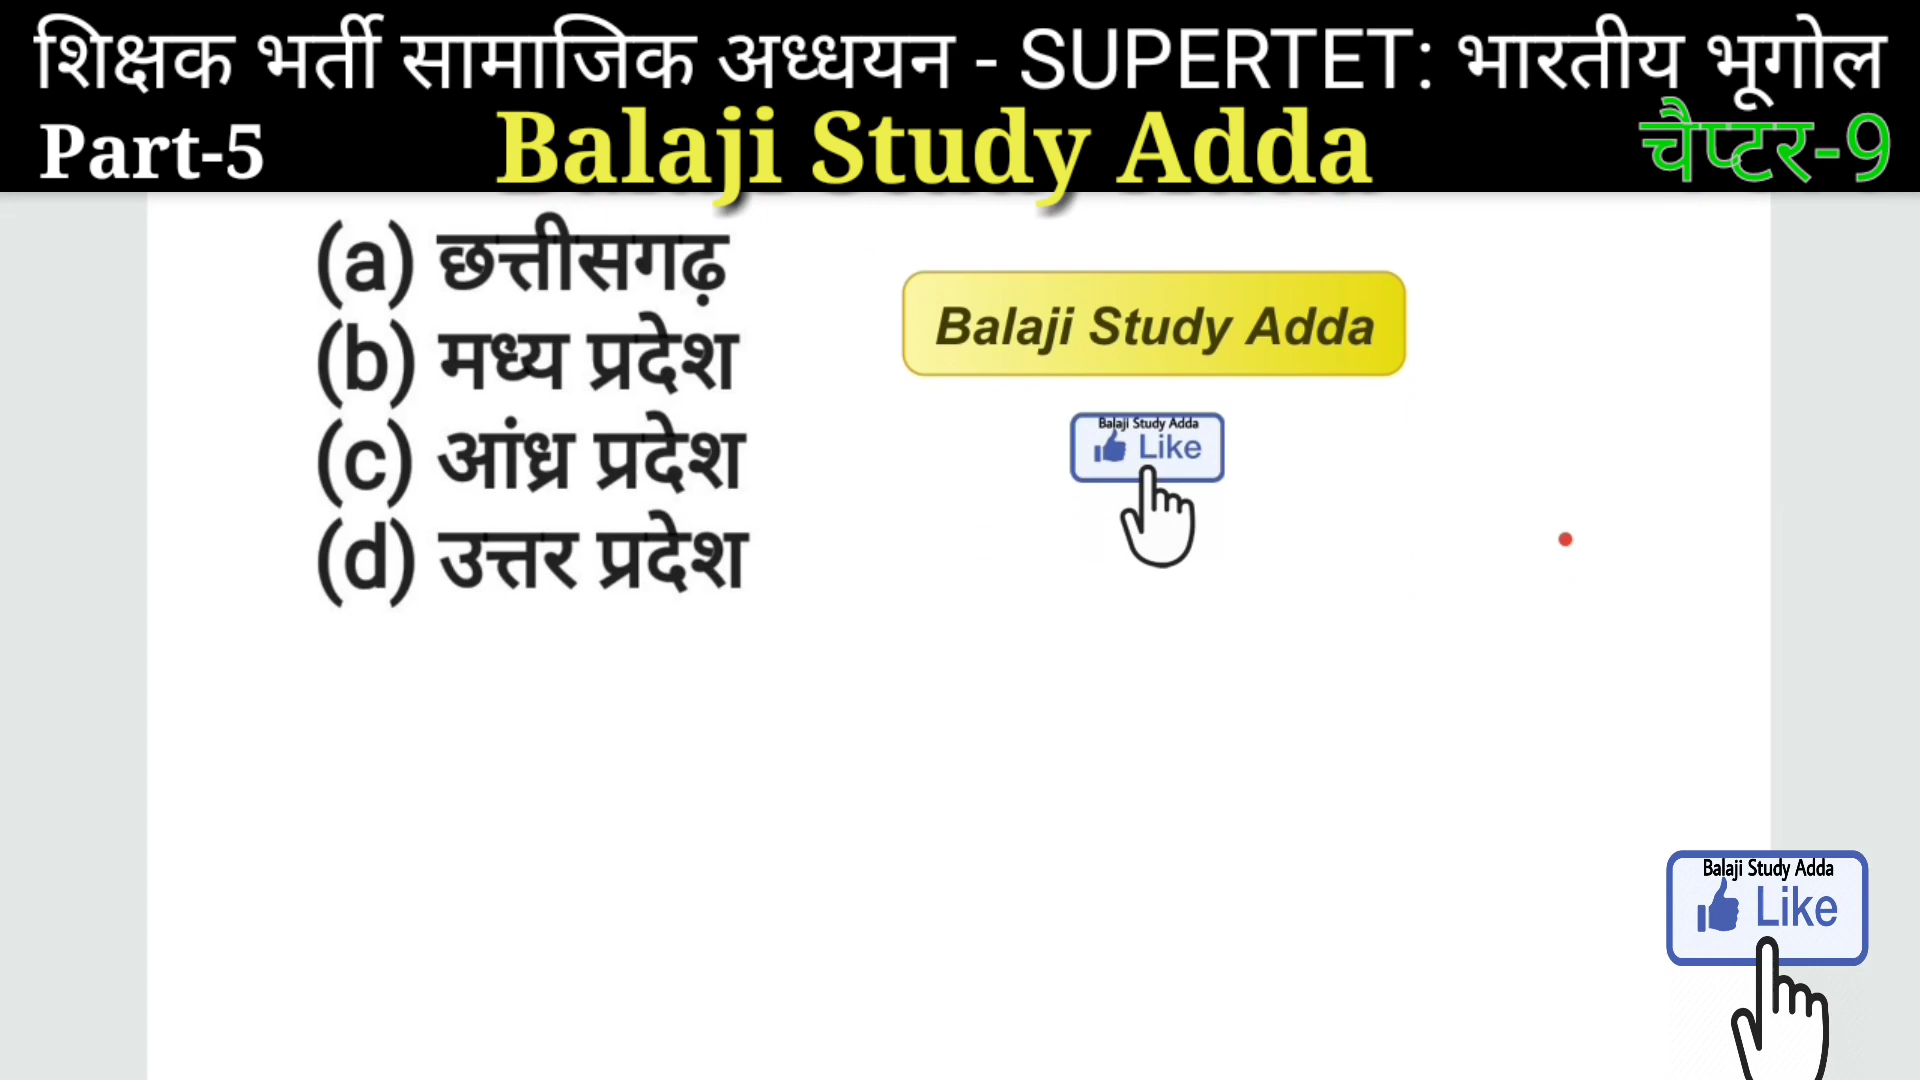 शिक्षक भर्ती सामाजिक अध्धयन - SUPERTET: भारतीय भूगोल
Part-5 Balaji Study Adda चैप्टर-9
(a) छत्तीसगढ़
(b) मध्य प्रदेश
(c) आंध्र प्रदेश
(d) उत्तर प्रदेश
Balaji Study Adda
Balaji Study Adda
Like
Balaji Study Adda
Like